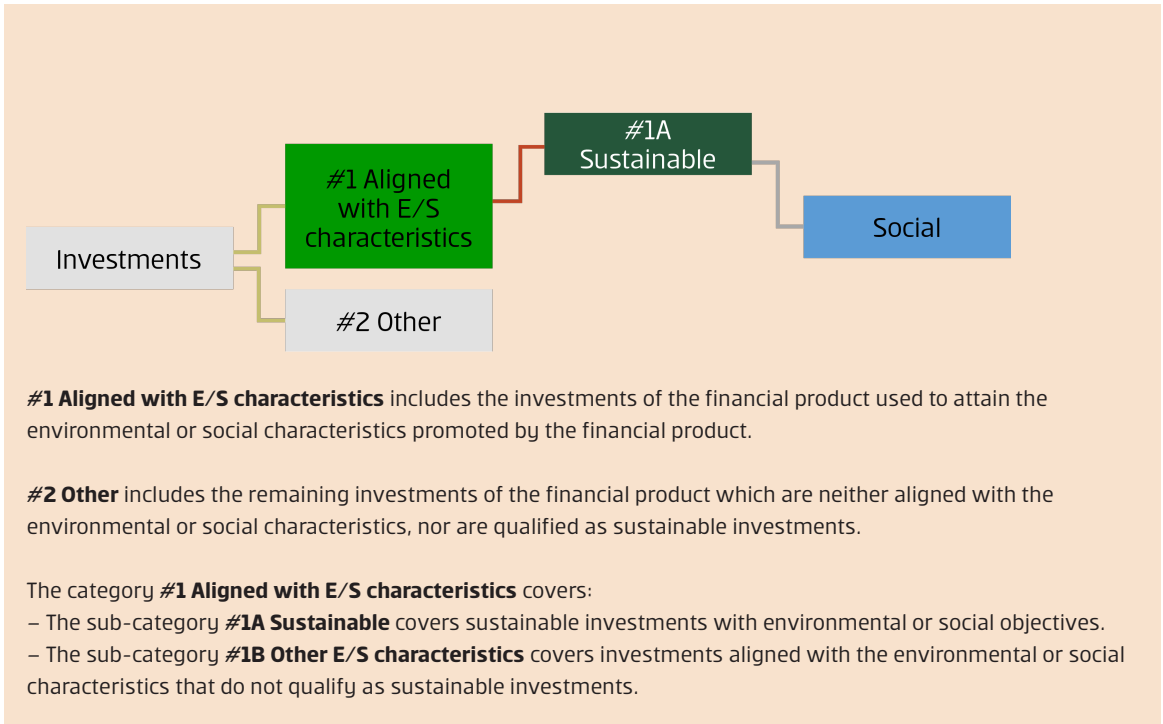 #1A
Sustainable
#1 Aligned
with E/S
characteristics
Social
Investments
#2 Other
#1 Aligned with E/S characteristics includes the investments of the financial product used to attain the
environmental or social characteristics promoted by the financial product.
#2 Other includes the remaining investments of the financial product which are neither aligned with the
environmental or social characteristics, nor are qualified as sustainable investments.
The category #1 Aligned with E/S characteristics covers:
– The sub-category #1A Sustainable covers sustainable investments with environmental or social objectives.
– The sub-category #1B Other E/S characteristics covers investments aligned with the environmental or social
characteristics that do not qualify as sustainable investments.